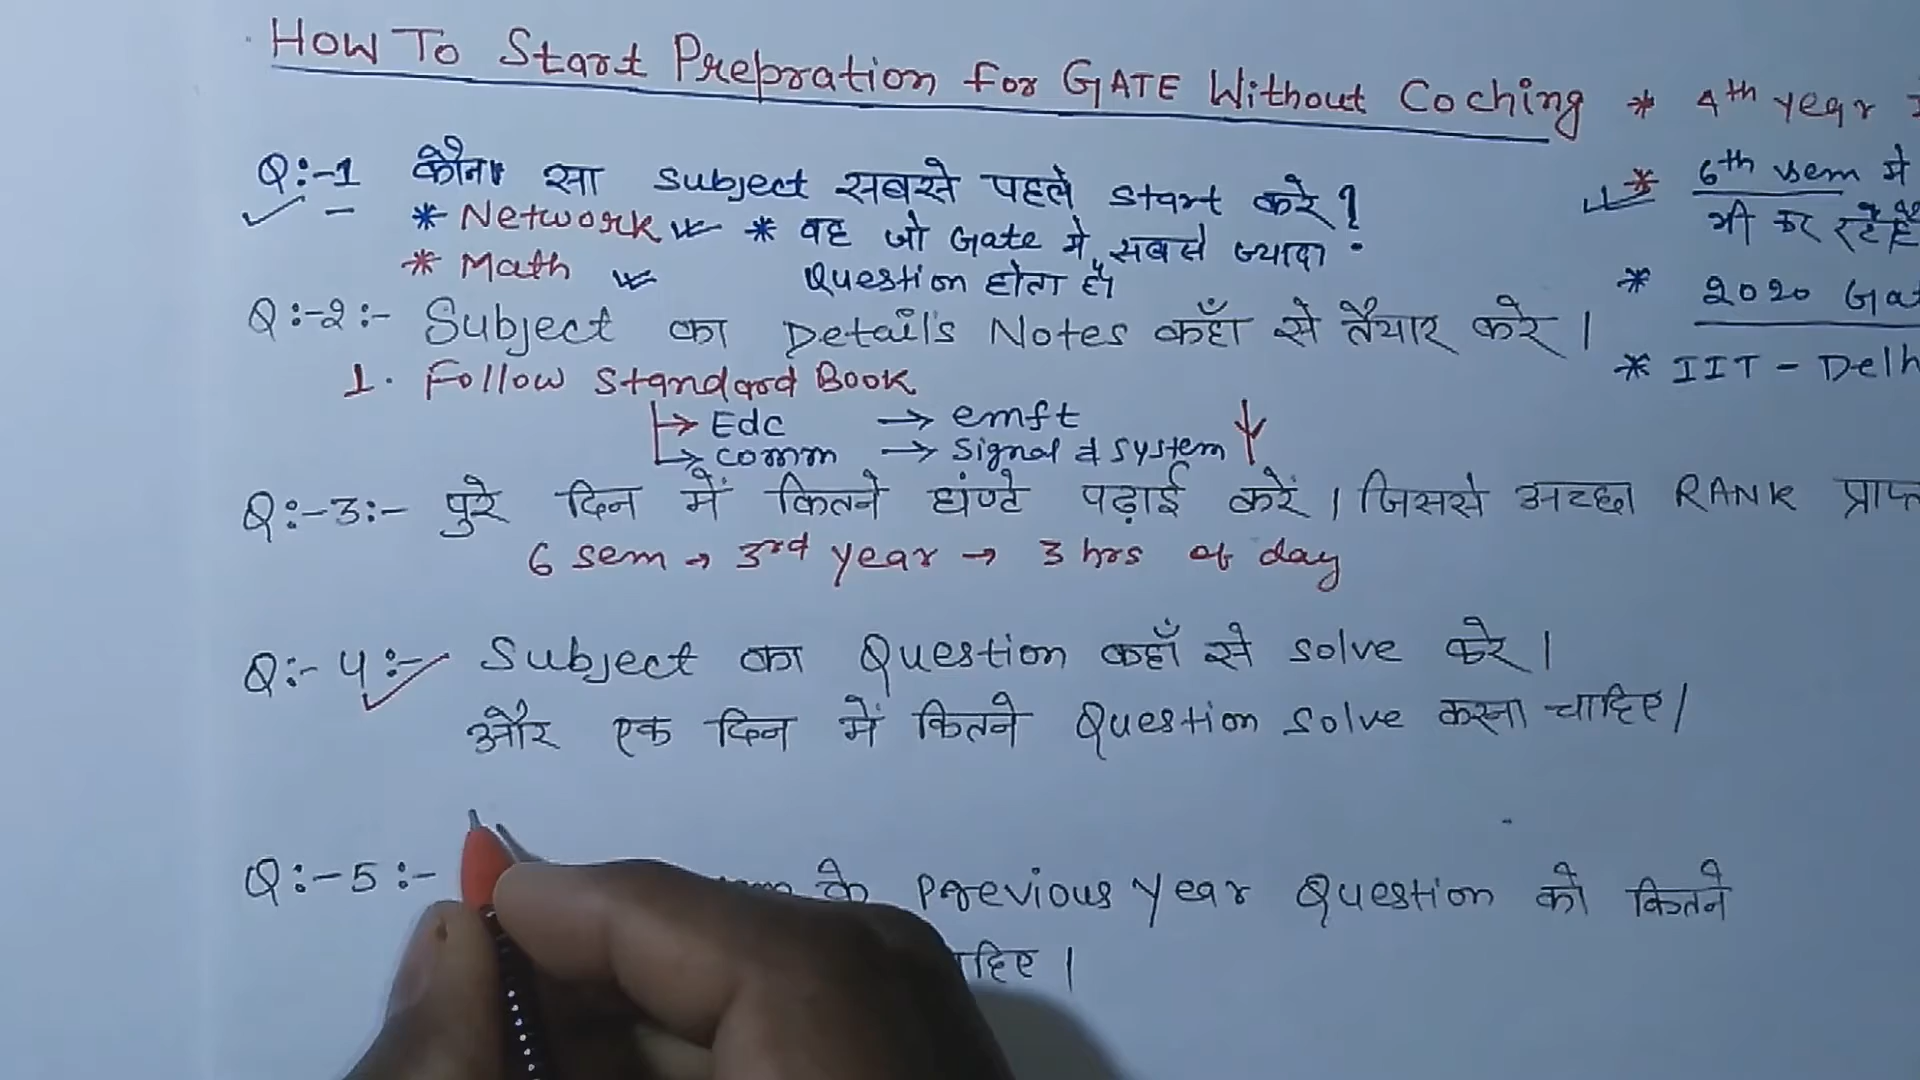 How To Start Prepration for GATE Without Coching * 4th year
Q:-1 कौन सा subject सबसे पहले start करे ?
* Network * वह जो Gate मे सबसे ज्यादा
* Math Question होता है।
* 6th sem मे
भी कर रहे है
* 2020
* IIT - Delh
Q:-2:- Subject का Detail's Notes कहाँ से तैयार करे ।
1. Follow Standard Book
→ Edc → emft
→ comm → Signal & System
Q:-3:- पुरे दिन में कितने घंण्टे पढ़ाई करें । जिससे अच्छा RANK
6 sem → 3rd year → 3 hrs of day
Q:- 4:- Subject का Question कहाँ से solve करे ।
और एक दिन में कितने Question solve करना चाहिए।
Q:-5:- के Previous Year Question को कितने